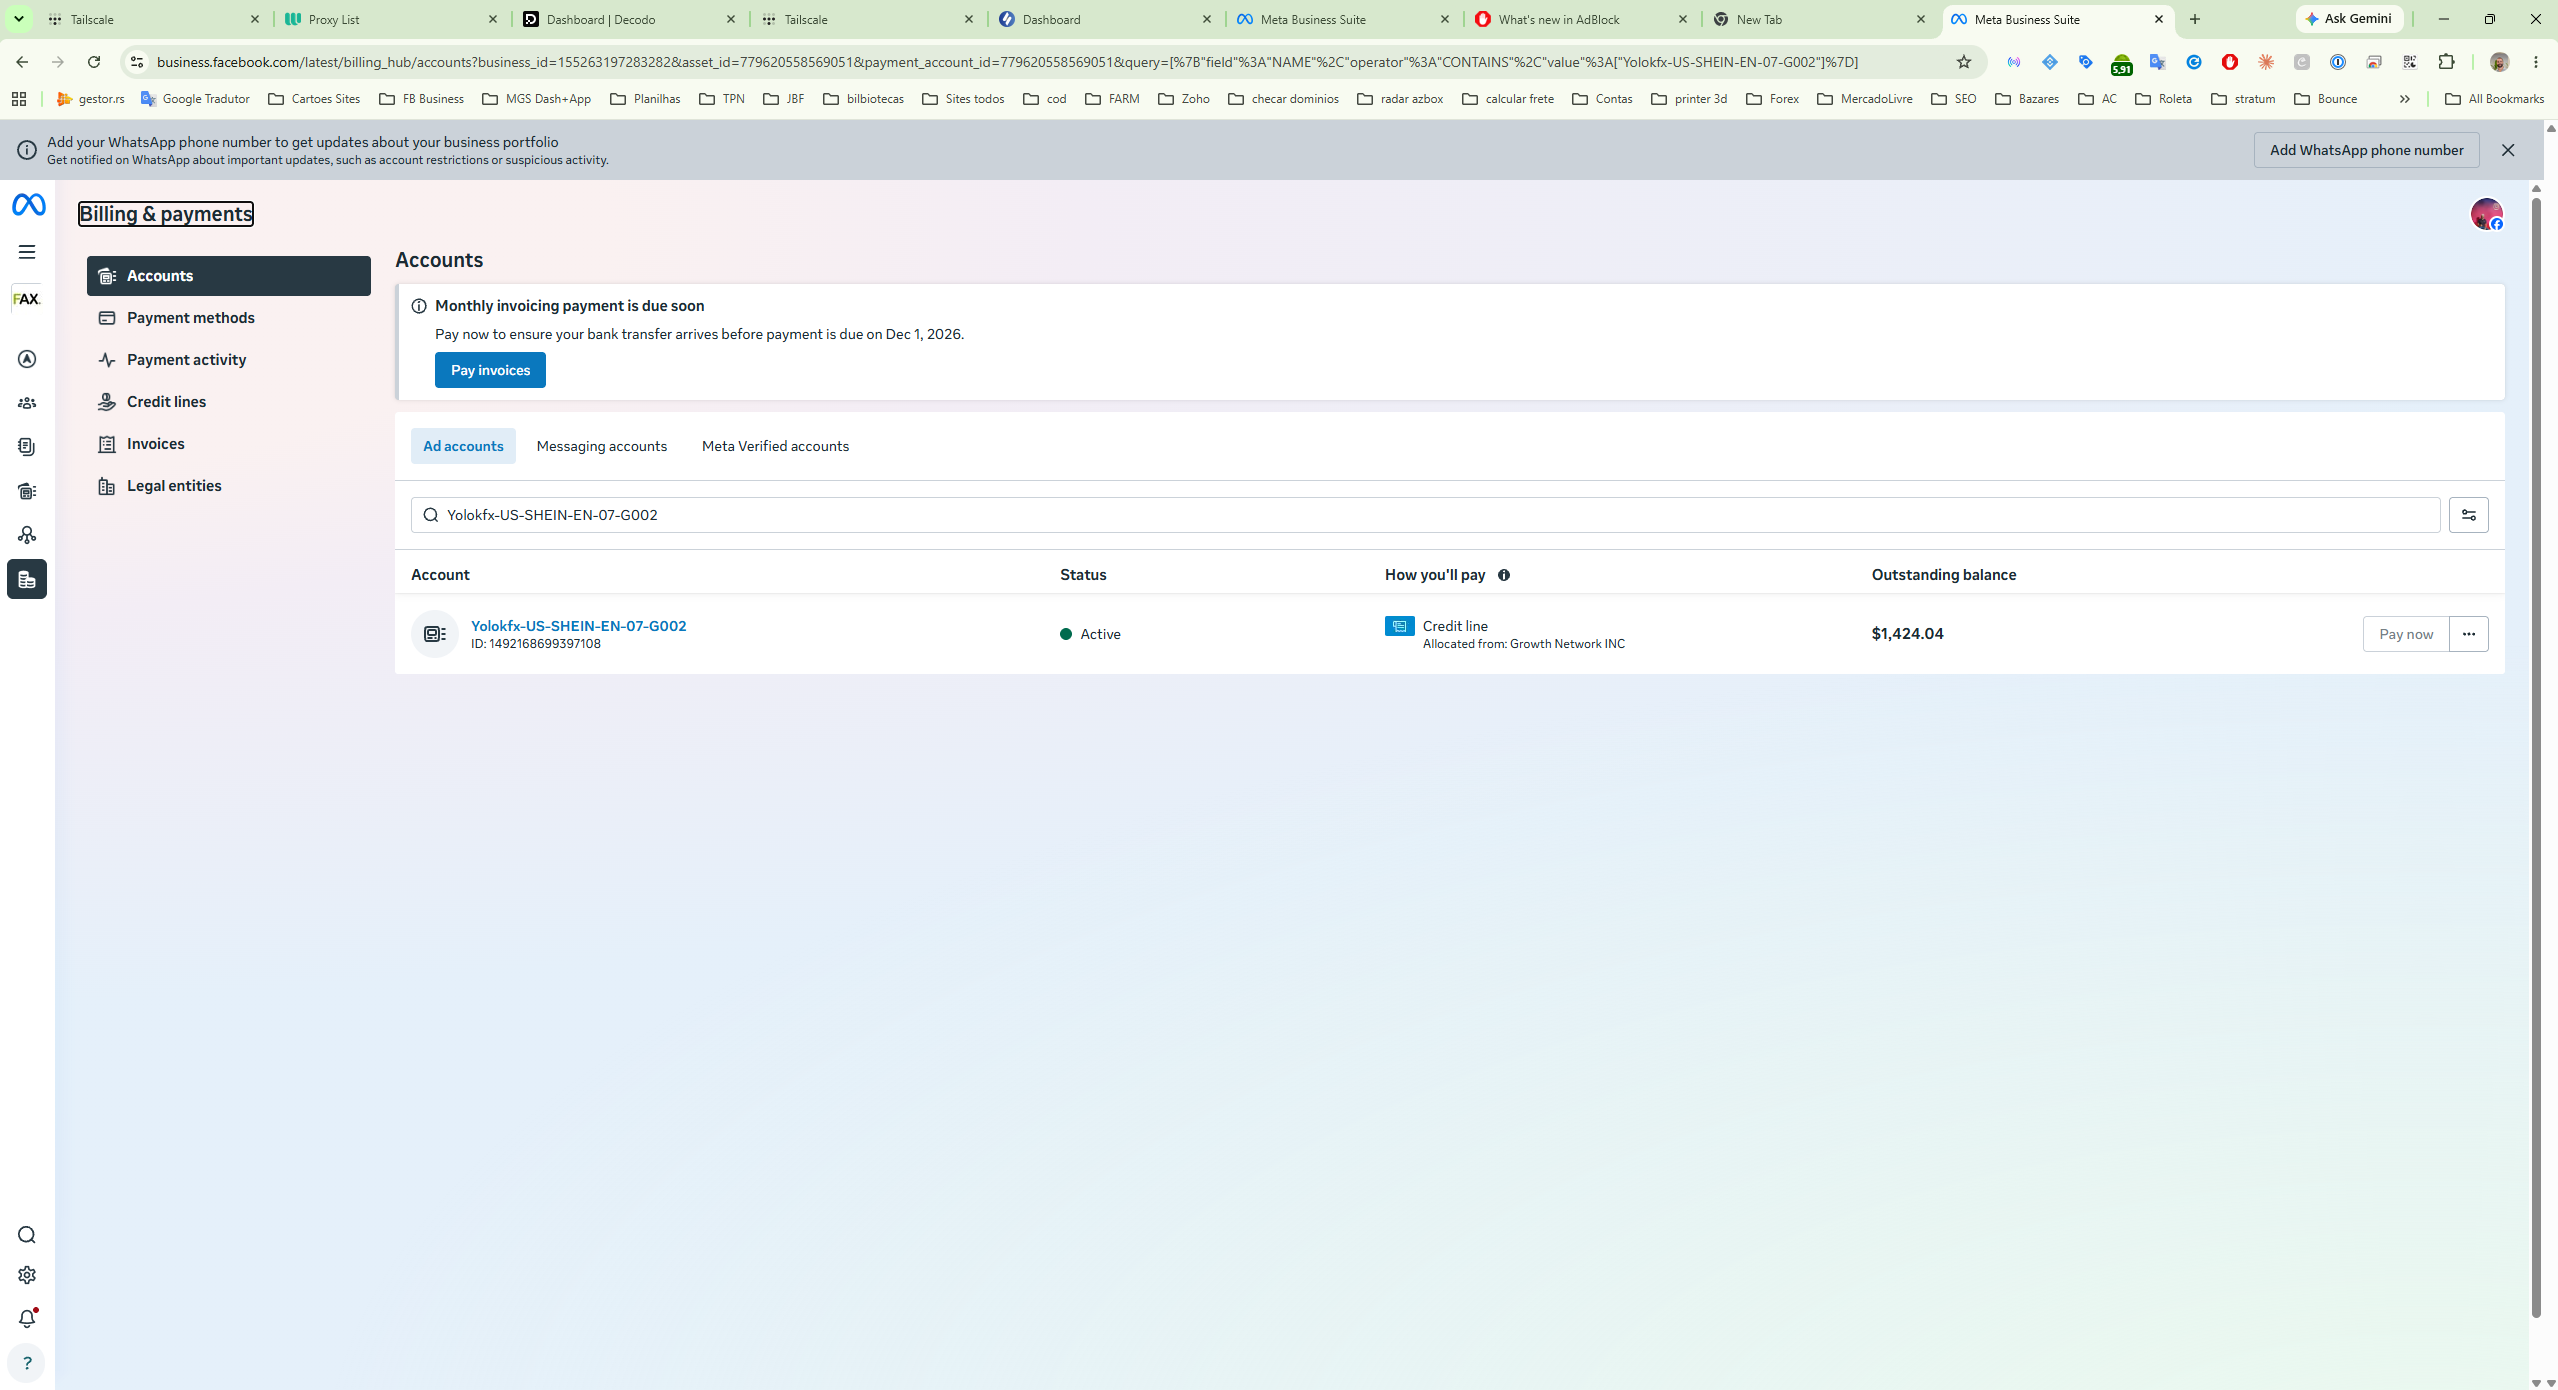 Tailscale
Proxy List
Dashboard | Decodo
Tailscale
Dashboard
Meta Business Suite
What's new in AdBlock
New Tab
Meta Business Suite
Ask Gemini
business.facebook.com/latest/billing_hub/accounts?business_id=155263197283282&asset_id=779620558569051&payment_account_id=779620558569051&query=[%7B"field"%3A"NAME"%2C"operator"%3A"CONTAINS"%2C"value"%3A["Yolokfx-US-SHEIN-EN-07-G002"]%7D]
5,91
gestor.rs
Google Tradutor
Cartoes Sites
FB Business
MGS Dash+App
Planilhas
TPN
JBF
bilbiotecas
Sites todos
cod
FARM
Zoho
checar dominios
radar azbox
calcular frete
Contas
printer 3d
Forex
MercadoLivre
SEO
Bazares
AC
Roleta
stratum
Bounce
All Bookmarks
Add your WhatsApp phone number to get updates about your business portfolio
Get notified on WhatsApp about important updates, such as account restrictions or suspicious activity.
Add WhatsApp phone number
Billing & payments
FAX.
Accounts
Payment methods
Payment activity
Credit lines
Invoices
Legal entities
Accounts
Monthly invoicing payment is due soon
Pay now to ensure your bank transfer arrives before payment is due on Dec 1, 2026.
Pay invoices
Ad accounts
Messaging accounts
Meta Verified accounts
Yolokfx-US-SHEIN-EN-07-G002
Account
Status
How you'll pay
Outstanding balance
Yolokfx-US-SHEIN-EN-07-G002
ID: 1492168699397108
Active
Credit line
Allocated from: Growth Network INC
$1,424.04
Pay now